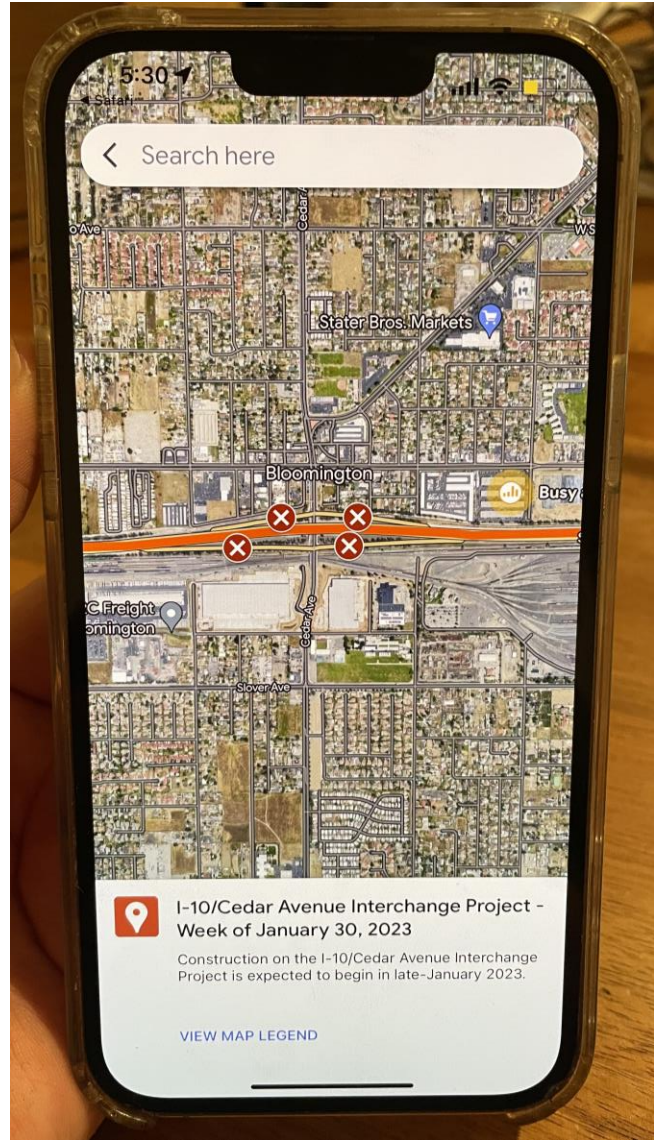 5:30
◀ Safari
Search here
Cedar
o Ave
W S
Stater Bros. Markets
Bloomington
Busy
C Freight
omington
Cedar Ave
Slover Ave
I-10/Cedar Avenue Interchange Project -
Week of January 30, 2023
Construction on the I-10/Cedar Avenue Interchange
Project is expected to begin in late-January 2023.
VIEW MAP LEGEND